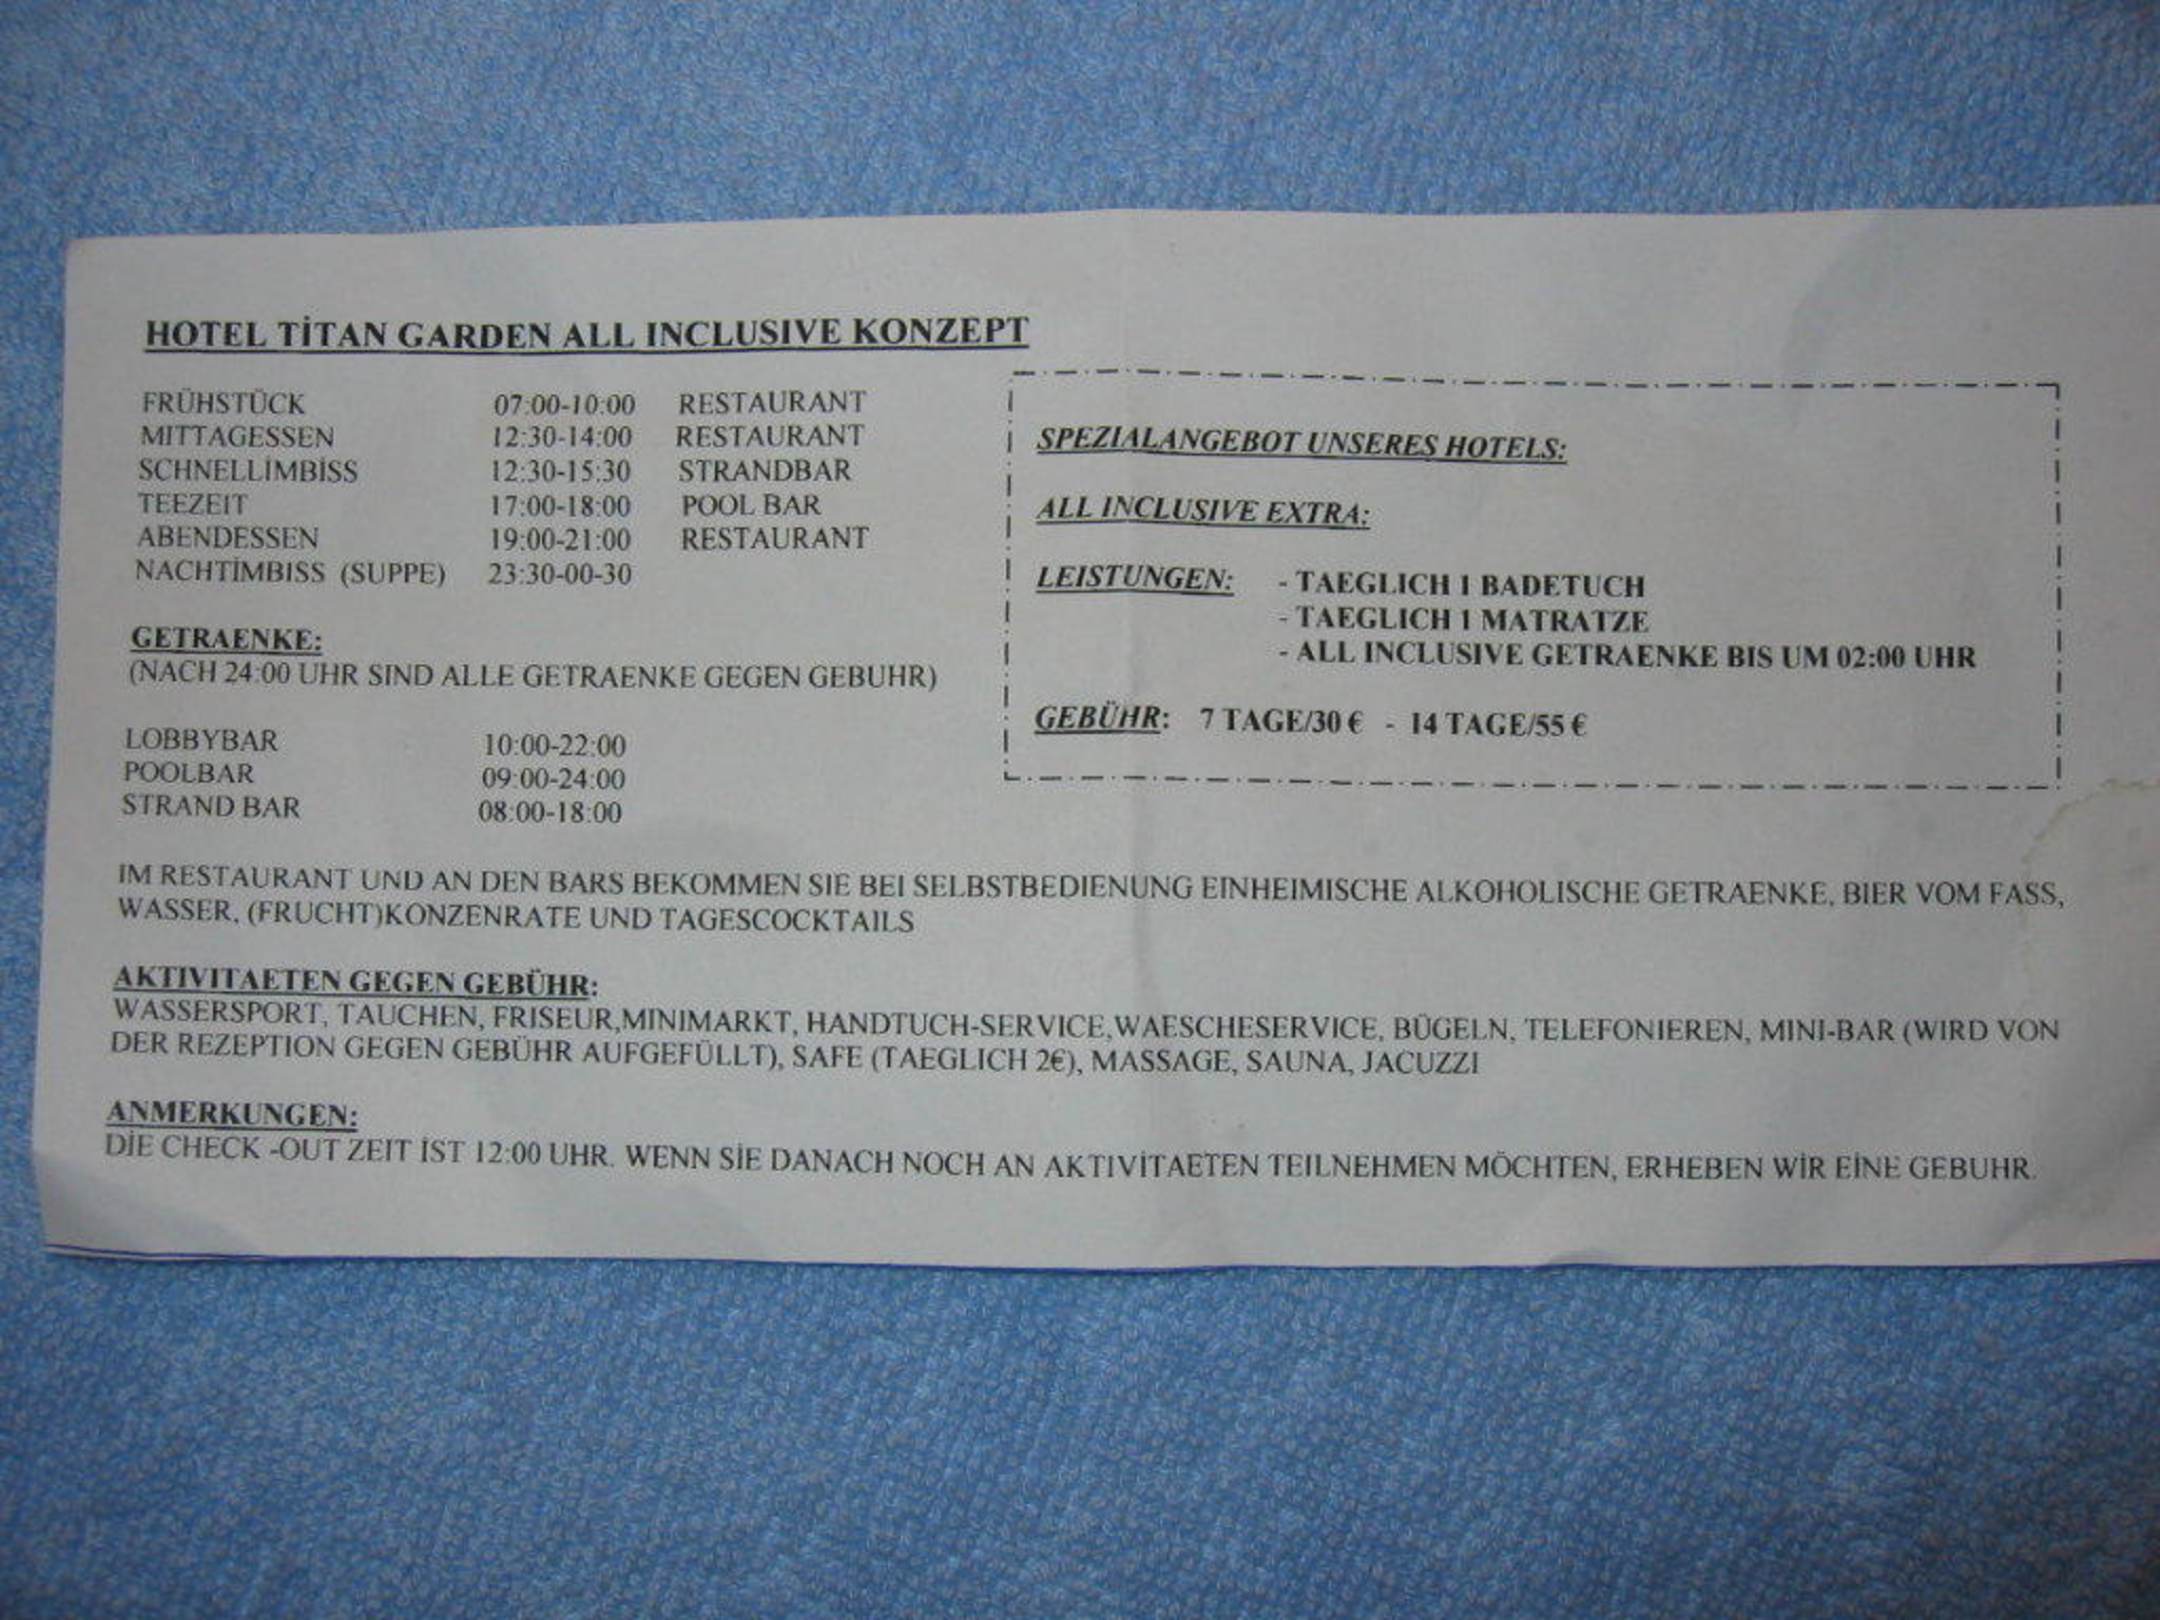 HOTEL TİTAN GARDEN ALL INCLUSIVE KONZEPT
FRÜHSTÜCK 07:00-10:00 RESTAURANT
MITTAGESSEN 12:30-14:00 RESTAURANT
SCHNELLİMBİSS 12:30-15:30 STRANDBAR
TEEZEIT 17:00-18:00 POOL BAR
ABENDESSEN 19:00-21:00 RESTAURANT
NACHTİMBISS (SUPPE) 23:30-00-30
GETRAENKE:
(NACH 24:00 UHR SIND ALLE GETRAENKE GEGEN GEBUHR)
LOBBYBAR 10:00-22:00
POOLBAR 09:00-24:00
STRAND BAR 08:00-18:00
SPEZIALANGEBOT UNSERES HOTELS:
ALL INCLUSIVE EXTRA:
LEISTUNGEN: - TAEGLICH 1 BADETUCH
- TAEGLICH 1 MATRATZE
- ALL INCLUSIVE GETRAENKE BIS UM 02:00 UHR
GEBÜHR: 7 TAGE/30 € - 14 TAGE/55 €
IM RESTAURANT UND AN DEN BARS BEKOMMEN SIE BEI SELBSTBEDIENUNG EINHEIMISCHE ALKOHOLISCHE GETRAENKE, BIER VOM FASS,
WASSER, (FRUCHT)KONZENRATE UND TAGESCOCKTAILS
AKTIVITAETEN GEGEN GEBÜHR:
WASSERSPORT, TAUCHEN, FRISEUR,MINIMARKT, HANDTUCH-SERVICE,WAESCHESERVICE, BÜGELN, TELEFONIEREN, MINI-BAR (WIRD VON
DER REZEPTION GEGEN GEBÜHR AUFGEFÜLLT), SAFE (TAEGLICH 2€), MASSAGE, SAUNA, JACUZZI
ANMERKUNGEN:
DİE CHECK -OUT ZEIT İST 12:00 UHR. WENN SİE DANACH NOCH AN AKTIVİTAETEN TEILNEHMEN MÖCHTEN, ERHEBEN WİR EİNE GEBUHR.